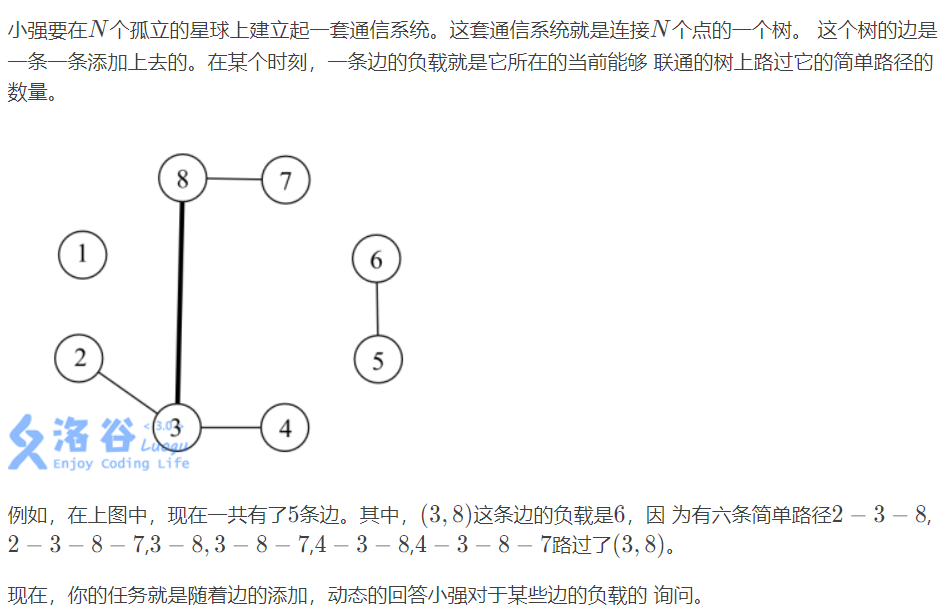 小强要在N个孤立的星球上建立起一套通信系统。这套通信系统就是连接N个点的一个树。 这个树的边是
一条一条添加上去的。在某个时刻，一条边的负载就是它所在的当前能够 联通的树上路过它的简单路径的
数量。
8
7
1
6
2
5
3
4
洛谷 <3.0>
Luogu
Enjoy Coding Life
例如，在上图中，现在一共有了5条边。其中，(3, 8)这条边的负载是6，因 为有六条简单路径2 − 3 − 8,
2 − 3 − 8 − 7,3 − 8, 3 − 8 − 7,4 − 3 − 8,4 − 3 − 8 − 7路过了(3, 8)。
现在，你的任务就是随着边的添加，动态的回答小强对于某些边的负载的 询问。